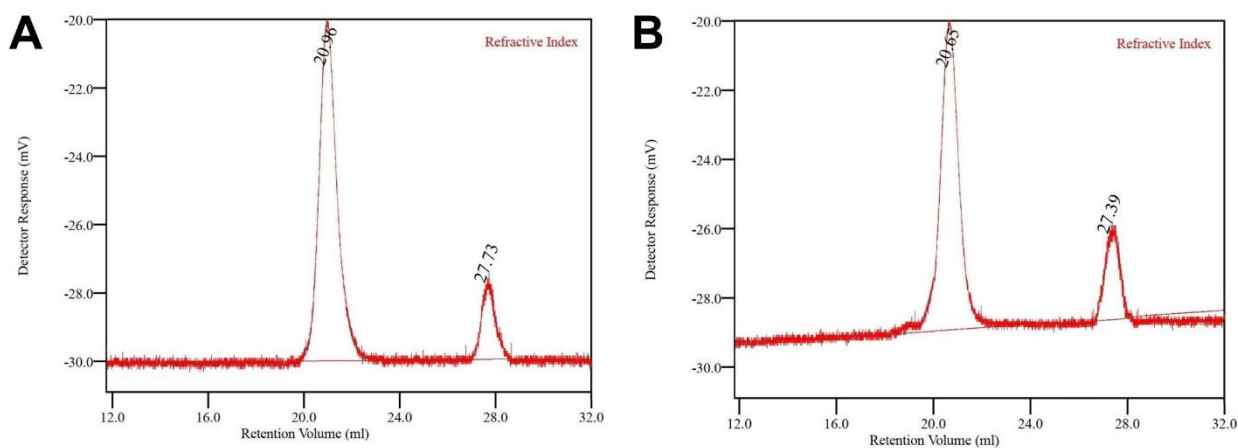 A
Refractive Index
20.96
27.73
Detector Response (mV)
-20.0
-22.0
-24.0
-26.0
-28.0
-30.0
12.0 16.0 20.0 24.0 28.0 32.0
Retention Volume (ml)
B
Refractive Index
20.65
27.39
Detector Response (mV)
-20.0
-22.0
-24.0
-26.0
-28.0
-30.0
12.0 16.0 20.0 24.0 28.0 32.0
Retention Volume (ml)